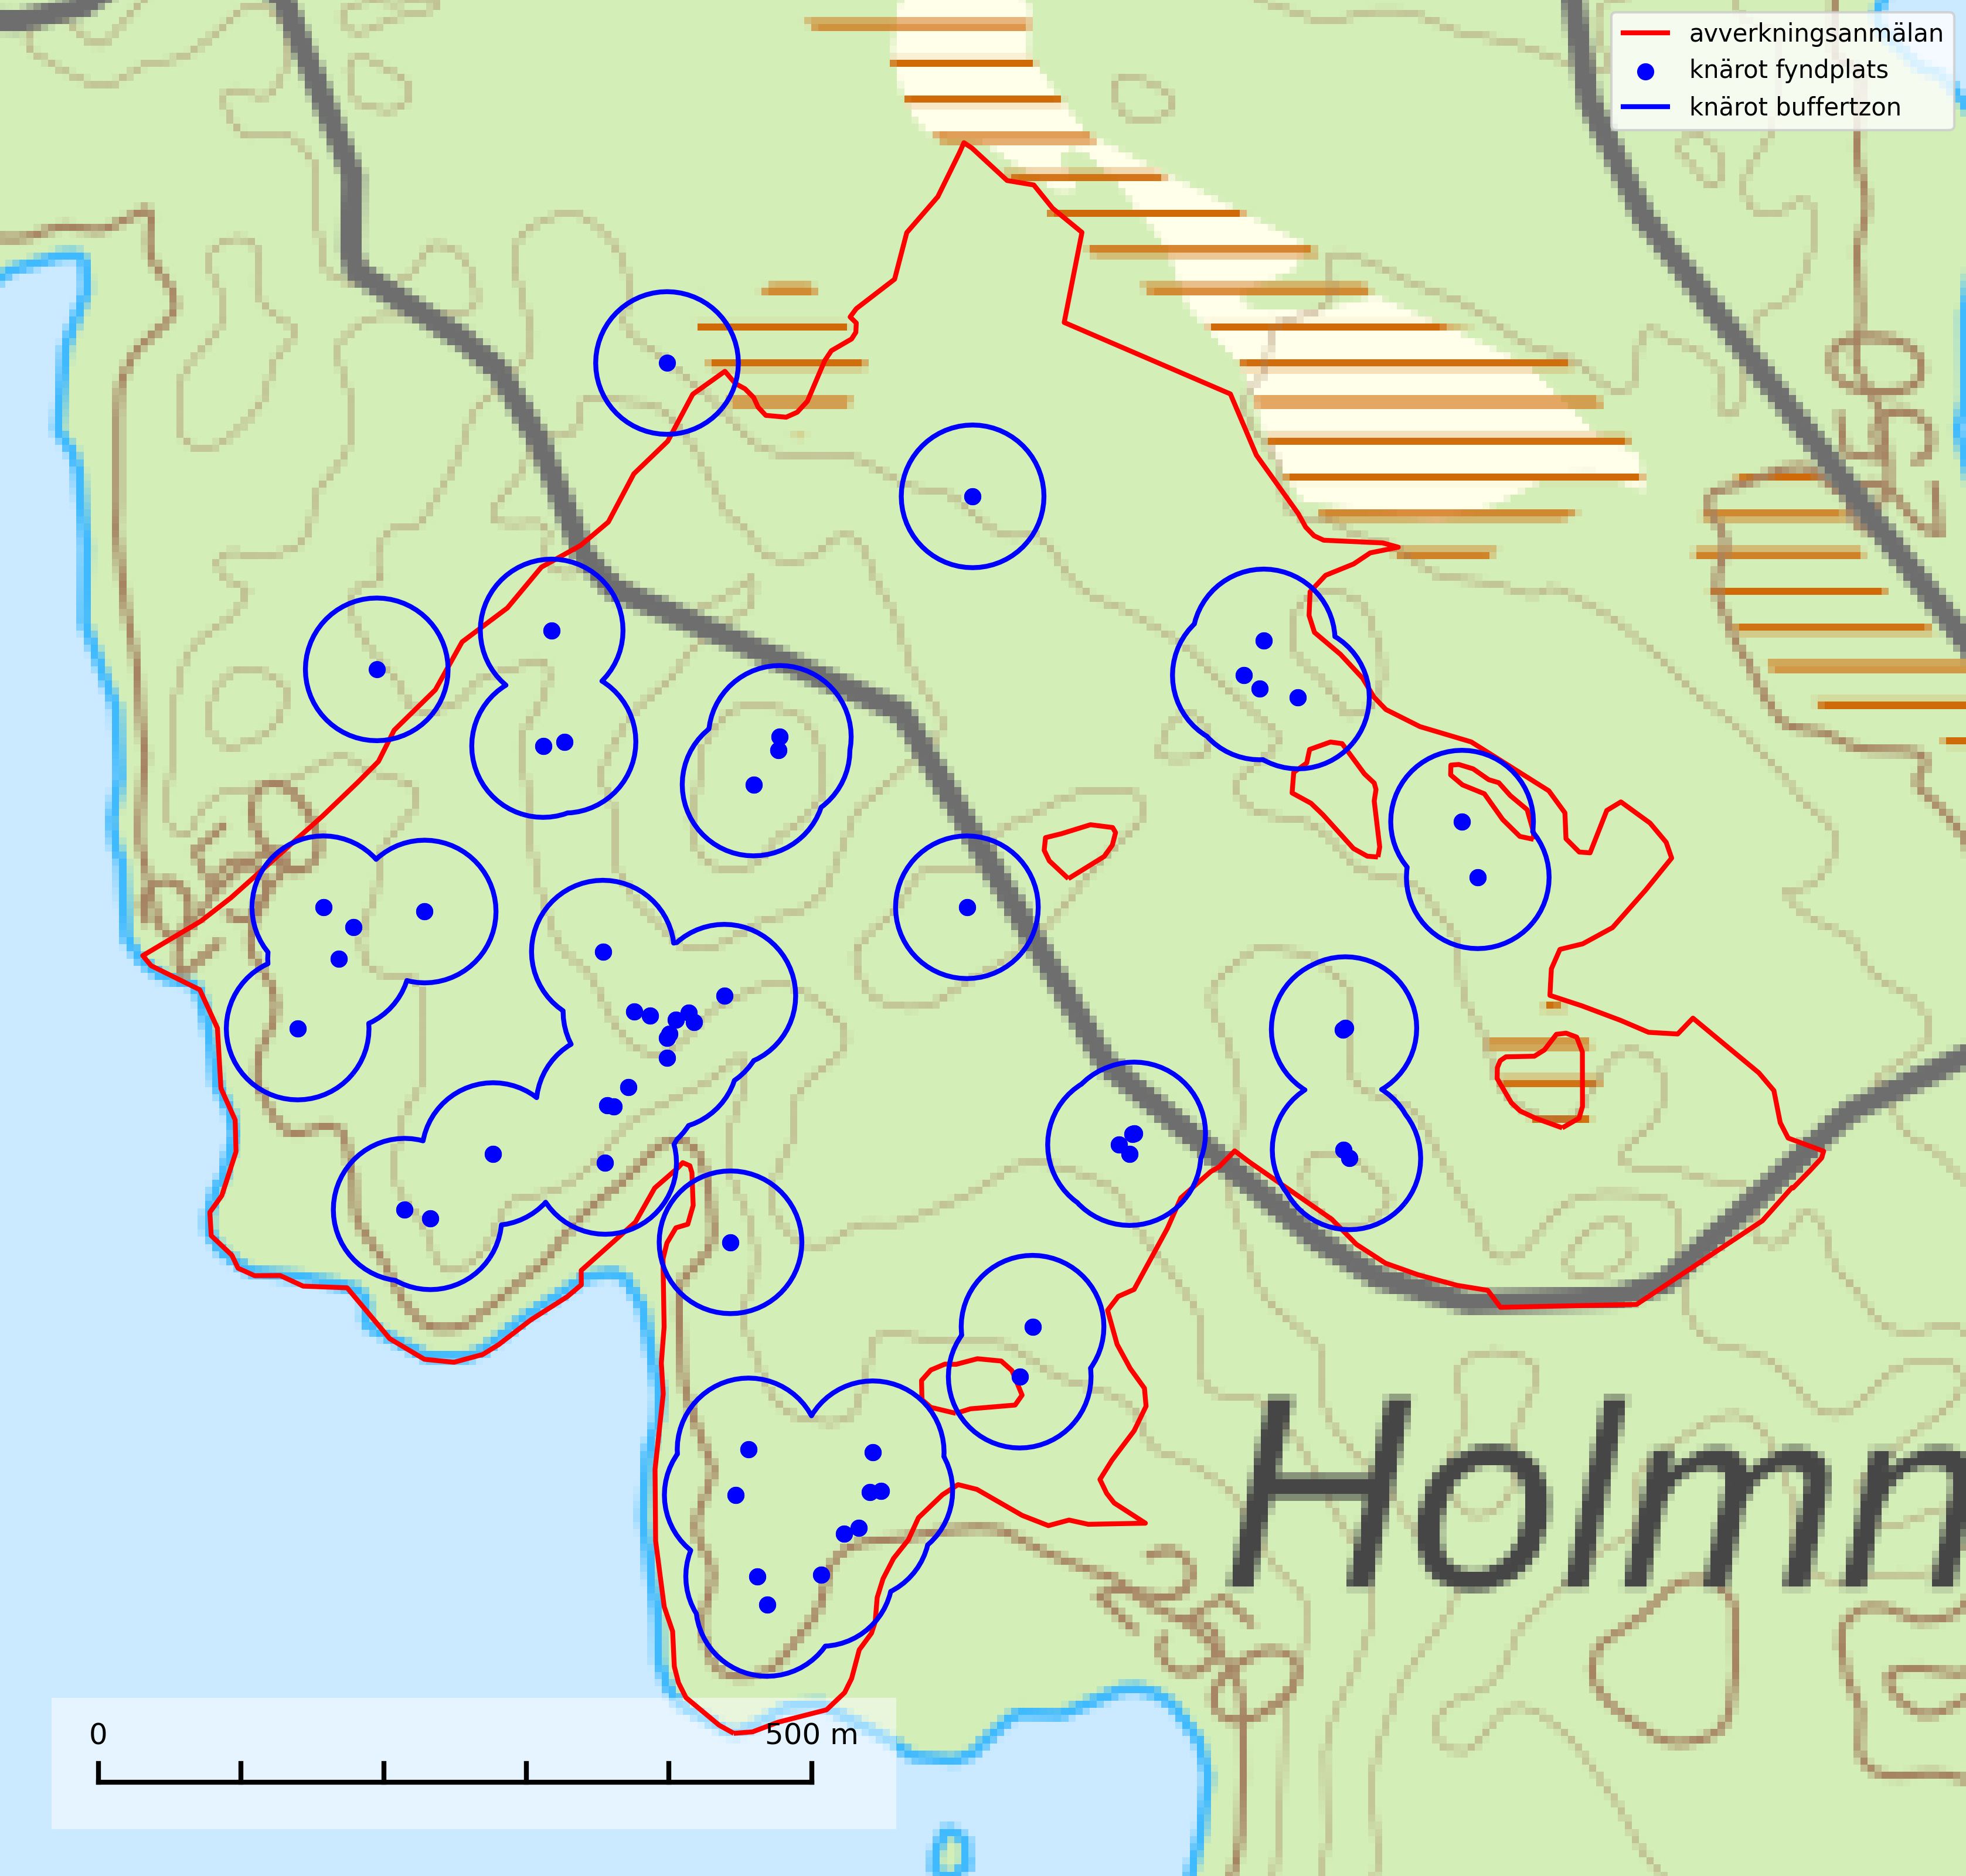 avverkningsanmälan
knärot fyndplats
knärot buffertzon
Holmn
0 500 m